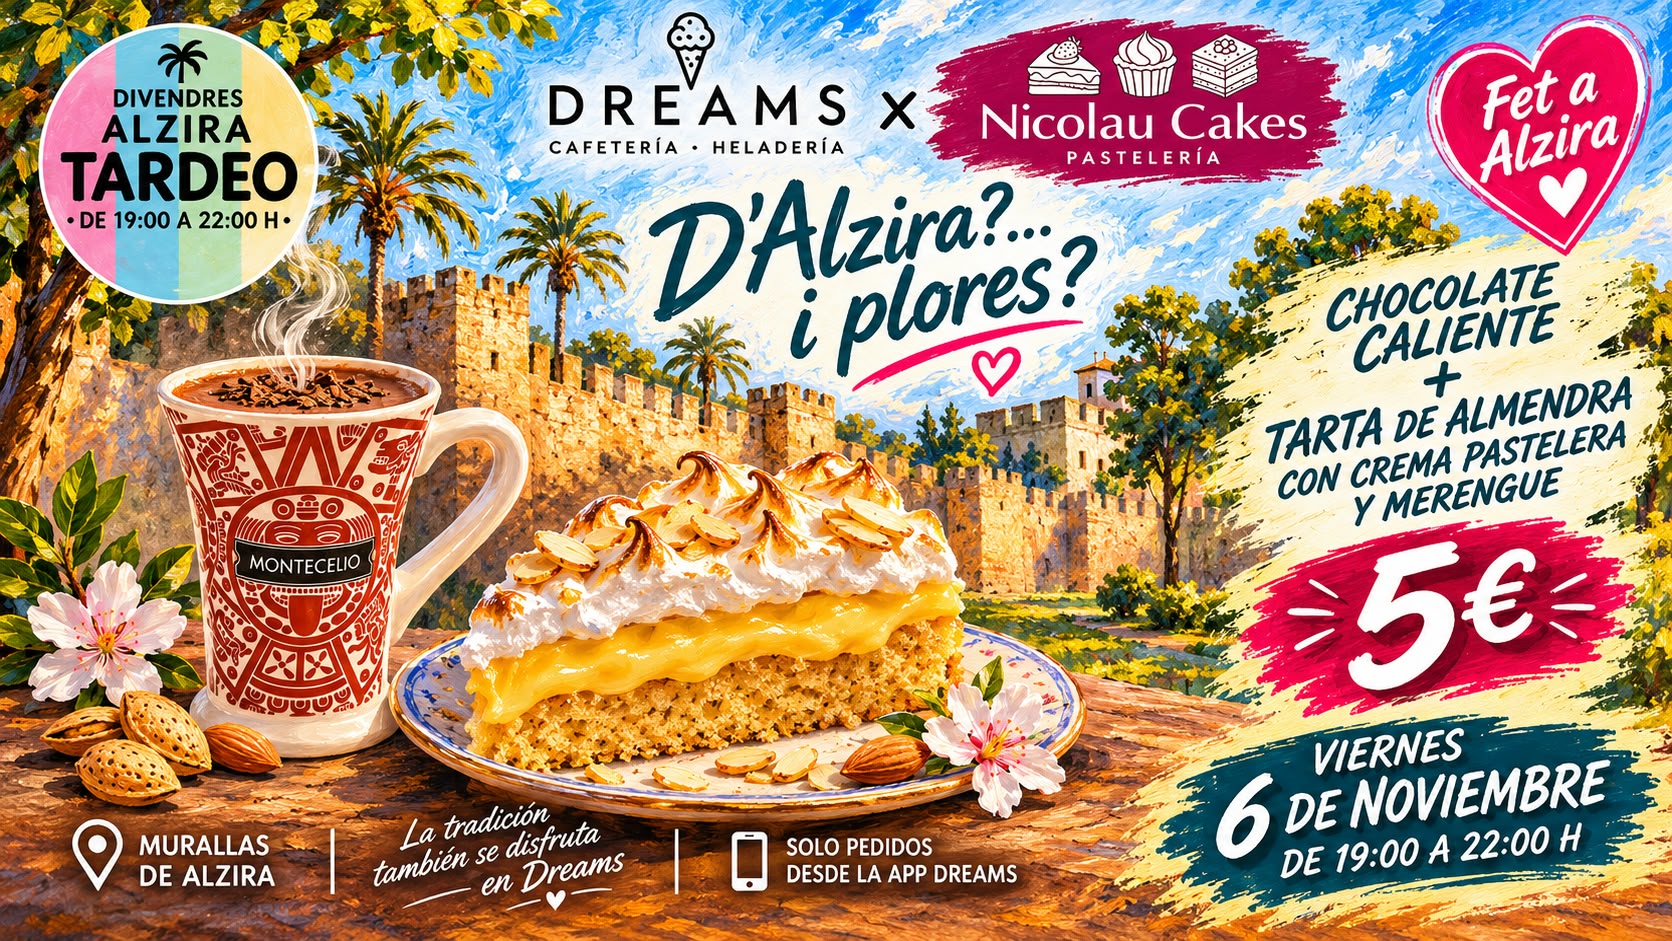 DIVENDRES
ALZIRA
TARDEO
• DE 19:00 A 22:00 H •
DREAMS
CAFETERÍA • HELADERÍA
X
Nicolau Cakes
PASTELERÍA
Fet a
Alzira
D'Alzira?...
i plores?
CHOCOLATE
CALIENTE
+
TARTA DE ALMENDRA
CON CREMA PASTELERA
Y MERENGUE
5€
MONTECELIO
VIERNES
6 DE NOVIEMBRE
DE 19:00 A 22:00 H
MURALLAS
DE ALZIRA
La tradición
también se disfruta
en Dreams
SOLO PEDIDOS
DESDE LA APP DREAMS